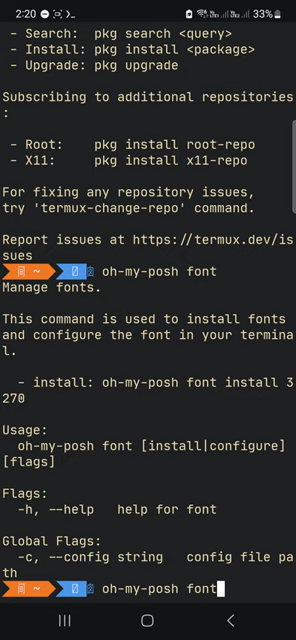 2:20 33%
- Search: pkg search <query>
- Install: pkg install <package>
- Upgrade: pkg upgrade
Subscribing to additional repositories
:
- Root: pkg install root-repo
- X11: pkg install x11-repo
For fixing any repository issues,
try 'termux-change-repo' command.
Report issues at https://termux.dev/is
sues
~ oh-my-posh font
Manage fonts.
This command is used to install fonts
and configure the font in your termina
l.
- install: oh-my-posh font install 3
270
Usage:
oh-my-posh font [install|configure]
[flags]
Flags:
-h, --help help for font
Global Flags:
-c, --config string config file pa
th
~ oh-my-posh font